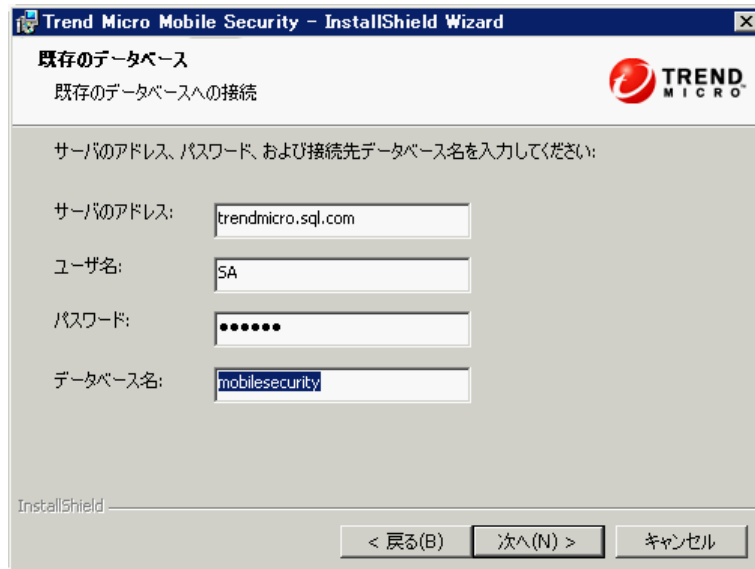 Trend Micro Mobile Security - InstallShield Wizard
既存のデータベース
既存のデータベースへの接続
TREND
MICRO
サーバのアドレス、パスワード、および接続先データベース名を入力してください:
サーバのアドレス: trendmicro.sql.com
ユーザ名: SA
パスワード: ●●●●●●
データベース名: mobilesecurity
InstallShield
< 戻る(B) 次へ(N) > キャンセル